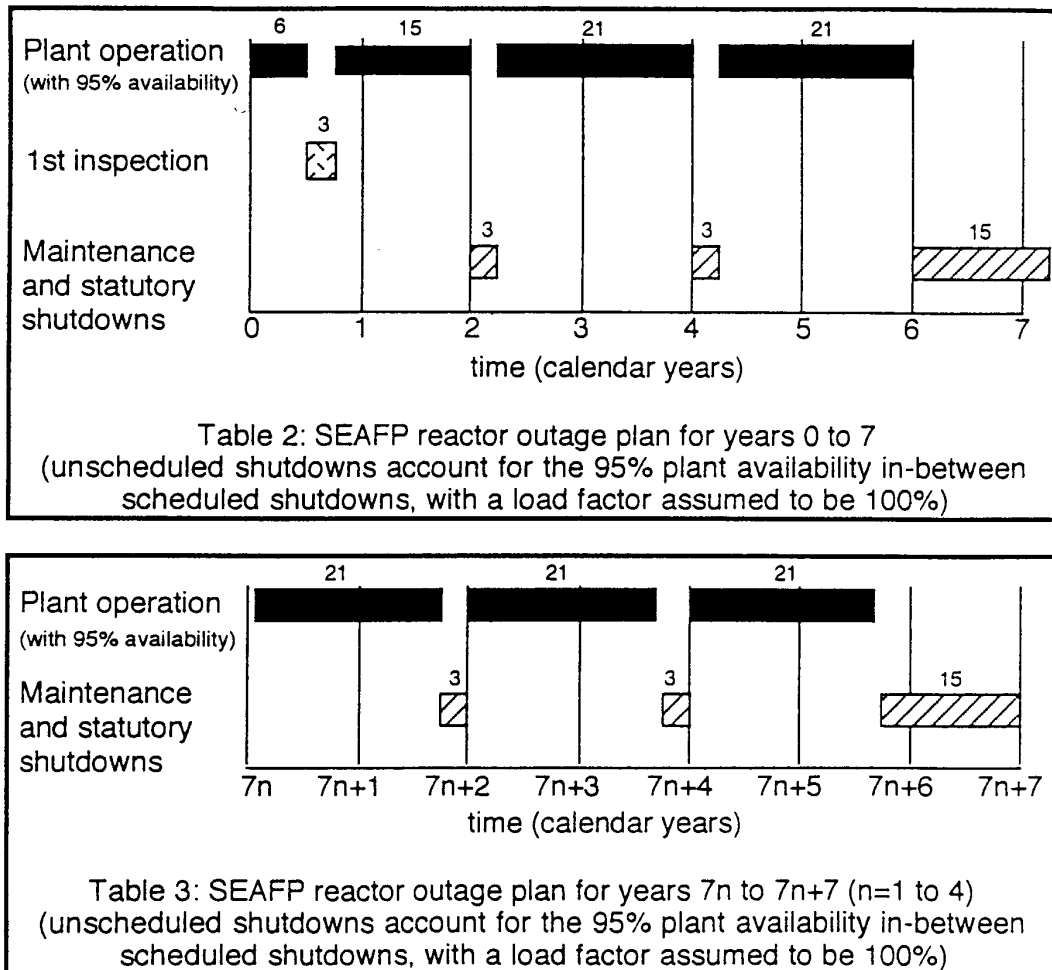 6 15 21 21
Plant operation
(with 95% availability)
3
1st inspection
3 3 15
Maintenance
and statutory
shutdowns
0 1 2 3 4 5 6 7
time (calendar years)
Table 2: SEAFP reactor outage plan for years 0 to 7
(unscheduled shutdowns account for the 95% plant availability in-between
scheduled shutdowns, with a load factor assumed to be 100%)
21 21 21
Plant operation
(with 95% availability)
3 3 15
Maintenance
and statutory
shutdowns
7n 7n+1 7n+2 7n+3 7n+4 7n+5 7n+6 7n+7
time (calendar years)
Table 3: SEAFP reactor outage plan for years 7n to 7n+7 (n=1 to 4)
(unscheduled shutdowns account for the 95% plant availability in-between
scheduled shutdowns, with a load factor assumed to be 100%)